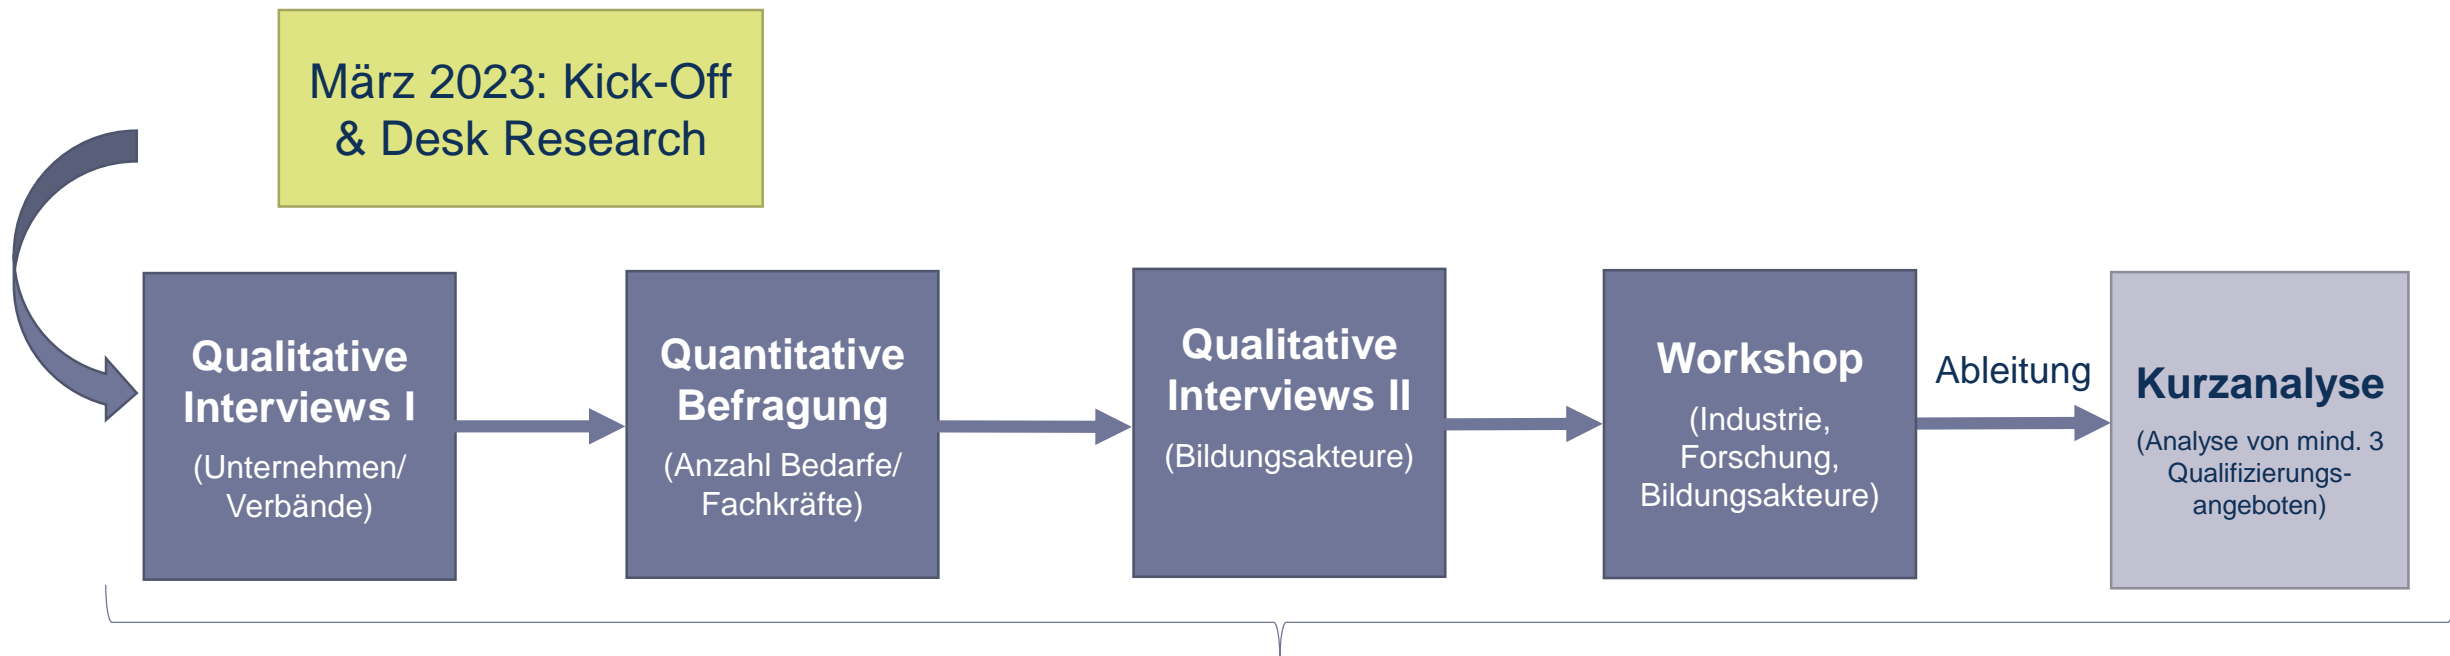 März 2023: Kick-Off
& Desk Research
Qualitative
Interviews I
(Unternehmen/
Verbände)
Quantitative
Befragung
(Anzahl Bedarfe/
Fachkräfte)
Qualitative
Interviews II
(Bildungsakteure)
Workshop
(Industrie,
Forschung,
Bildungsakteure)
Ableitung
Kurzanalyse
(Analyse von mind. 3
Qualifizierungs-
angeboten)